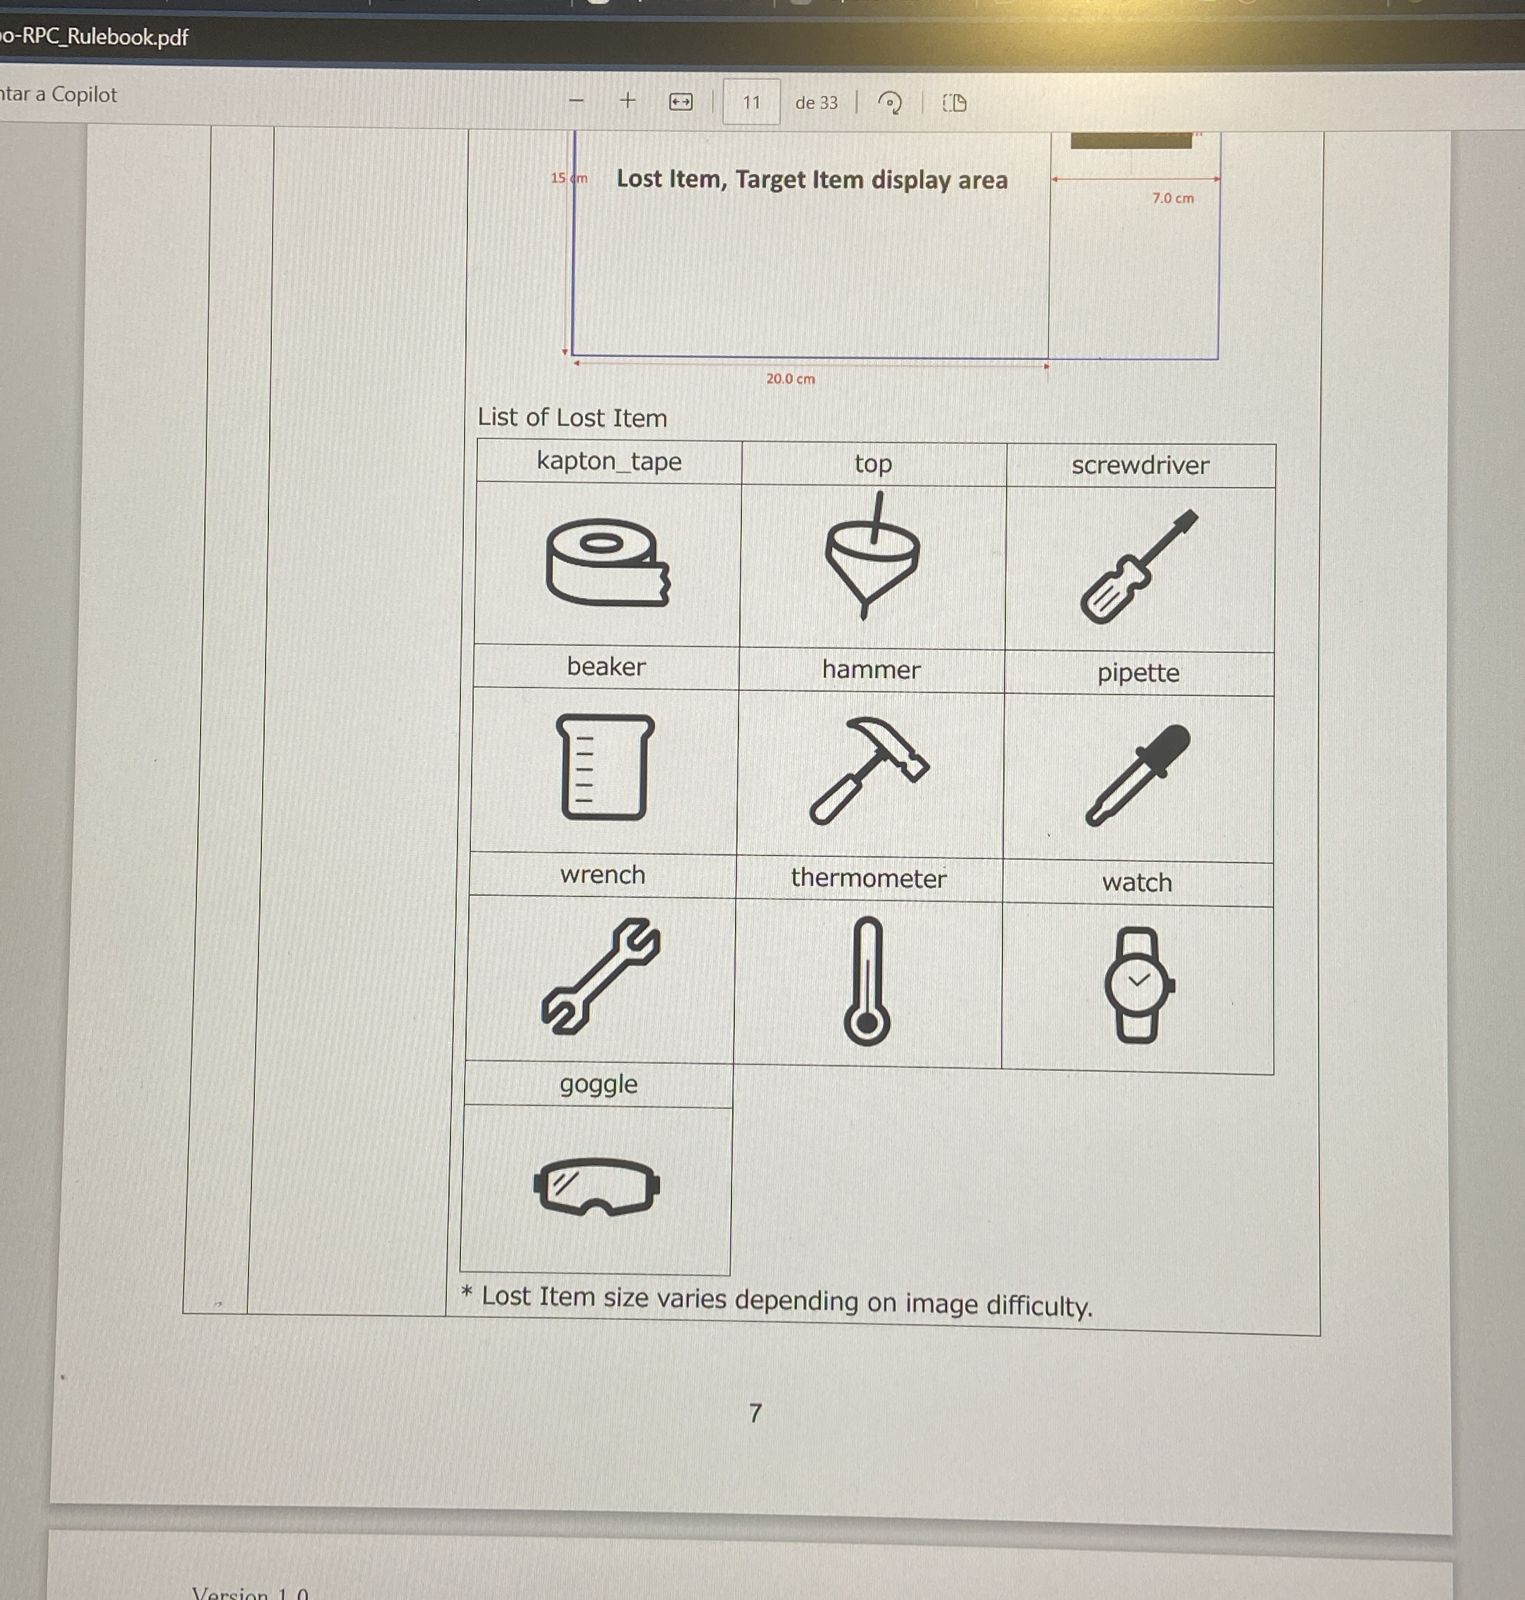 o-RPC_Rulebook.pdf
ntar a Copilot
11 de 33
15 cm
Lost Item, Target Item display area
7.0 cm
20.0 cm
List of Lost Item
kapton_tape top screwdriver
beaker hammer pipette
wrench thermometer watch
goggle
* Lost Item size varies depending on image difficulty.
7
Version 1.0